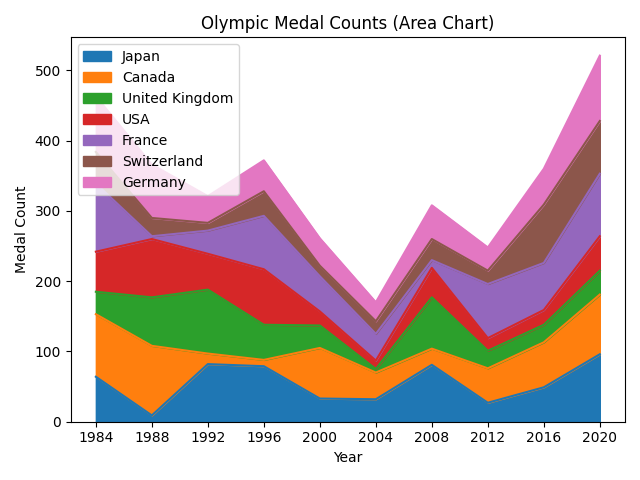 Olympic Medal Counts (Area Chart)
Japan
Canada
United Kingdom
USA
France
Switzerland
Germany
Medal Count
500
400
300
200
100
0
1984 1988 1992 1996 2000 2004 2008 2012 2016 2020
Year